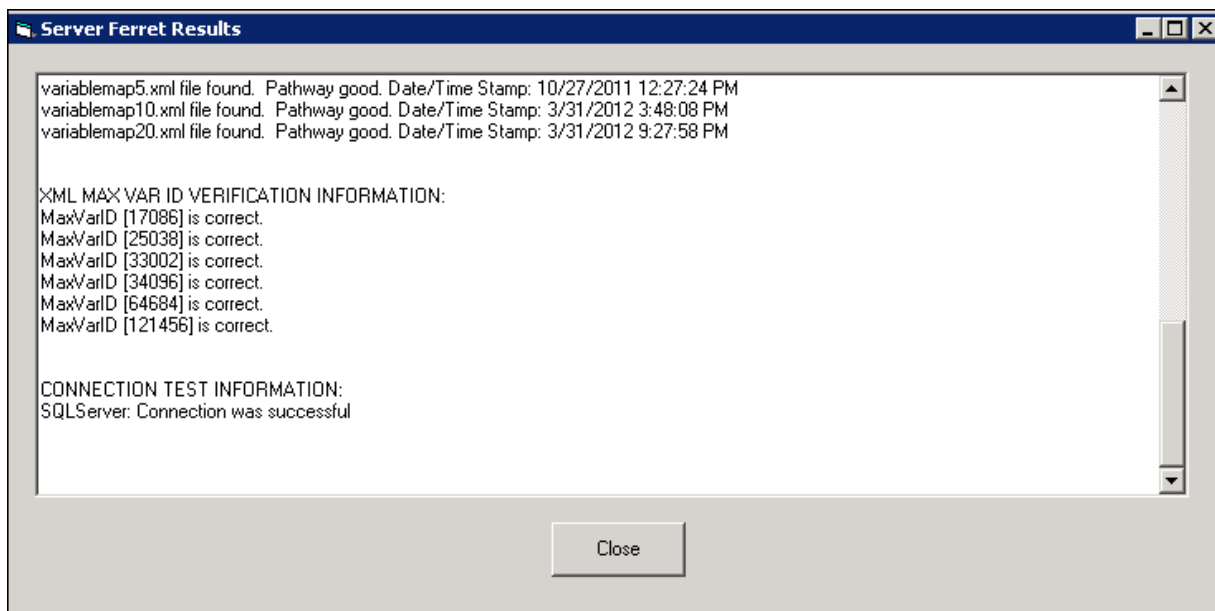 Server Ferret Results
variablemap5.xml file found.  Pathway good. Date/Time Stamp: 10/27/2011 12:27:24 PM
variablemap10.xml file found.  Pathway good. Date/Time Stamp: 3/31/2012 3:48:08 PM
variablemap20.xml file found.  Pathway good. Date/Time Stamp: 3/31/2012 9:27:58 PM
XML MAX VAR ID VERIFICATION INFORMATION:
MaxVarID [17086] is correct.
MaxVarID [25038] is correct.
MaxVarID [33002] is correct.
MaxVarID [34096] is correct.
MaxVarID [64684] is correct.
MaxVarID [121456] is correct.
CONNECTION TEST INFORMATION:
SQLServer: Connection was successful
Close